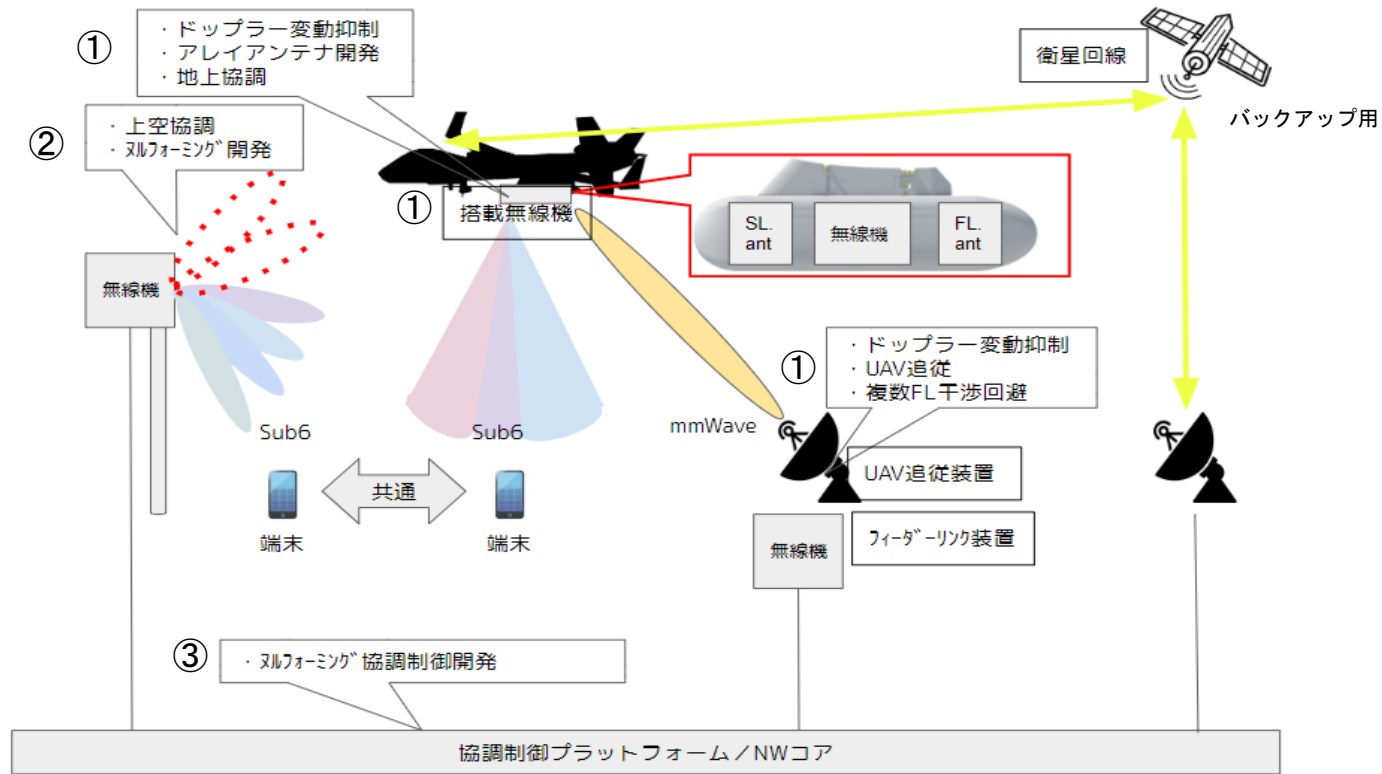 ①
・ドップラー変動抑制
・アレイアンテナ開発
・地上協調
衛星回線
バックアップ用
②
・上空協調
・ﾇﾙﾌｫｰﾐﾝｸﾞ開発
①
搭載無線機
SL.
ant
無線機
FL.
ant
無線機
①
・ドップラー変動抑制
・UAV追従
・複数FL干渉回避
Sub6
Sub6
mmWave
共通
UAV追従装置
端末
端末
無線機
ﾌｨｰﾀﾞｰﾘﾝｸ装置
③
・ﾇﾙﾌｫｰﾐﾝｸﾞ協調制御開発
協調制御プラットフォーム／NWコア